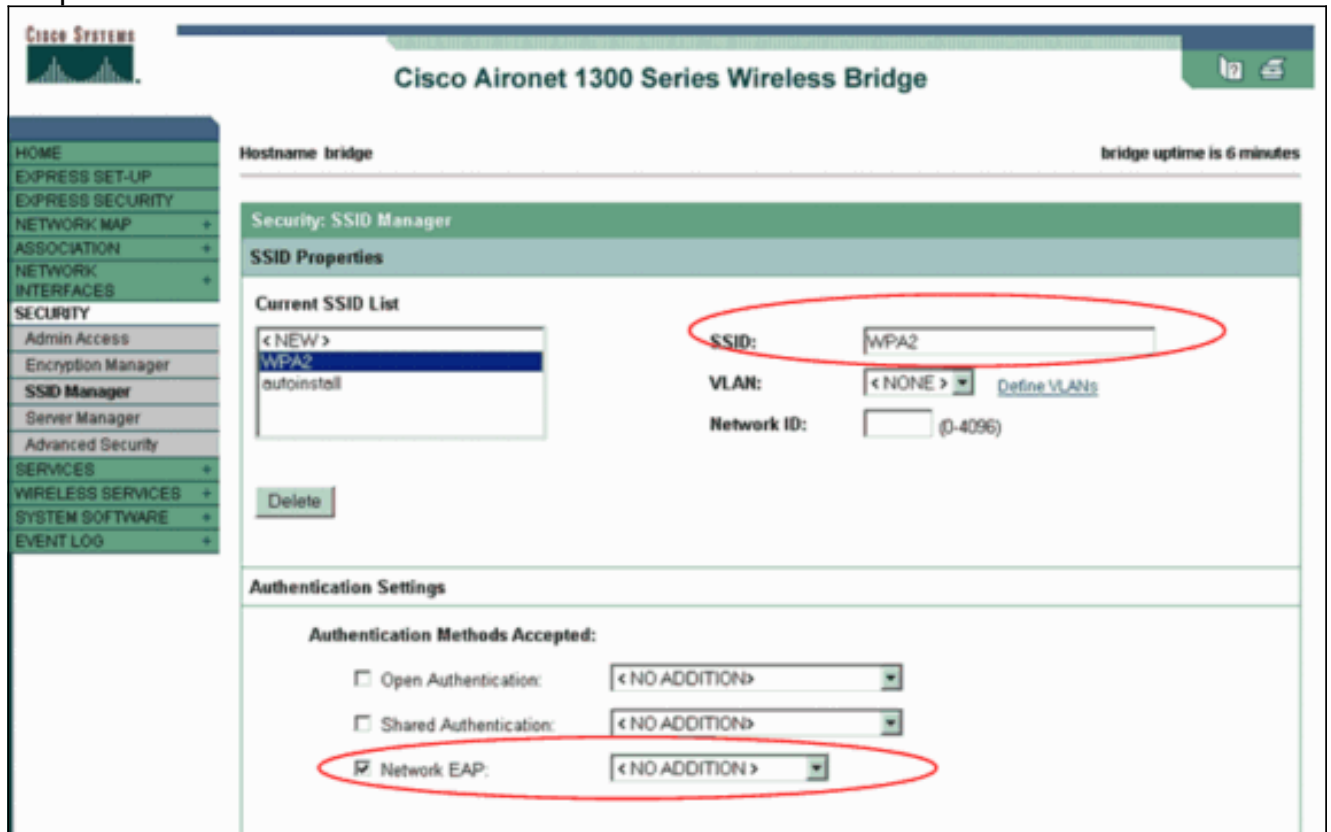 CISCO SYSTEMS
Cisco Aironet 1300 Series Wireless Bridge
HOME
EXPRESS SET-UP
EXPRESS SECURITY
NETWORK MAP +
ASSOCIATION +
NETWORK INTERFACES +
SECURITY
Admin Access
Encryption Manager
SSID Manager
Server Manager
Advanced Security
SERVICES +
WIRELESS SERVICES +
SYSTEM SOFTWARE +
EVENT LOG +
Hostname bridge
bridge uptime is 6 minutes
Security: SSID Manager
SSID Properties
Current SSID List
< NEW >
WPA2
autoinstall
Delete
SSID: WPA2
VLAN: < NONE > Define VLANs
Network ID: (0-4096)
Authentication Settings
Authentication Methods Accepted:
Open Authentication: < NO ADDITION>
Shared Authentication: < NO ADDITION>
Network EAP: < NO ADDITION >